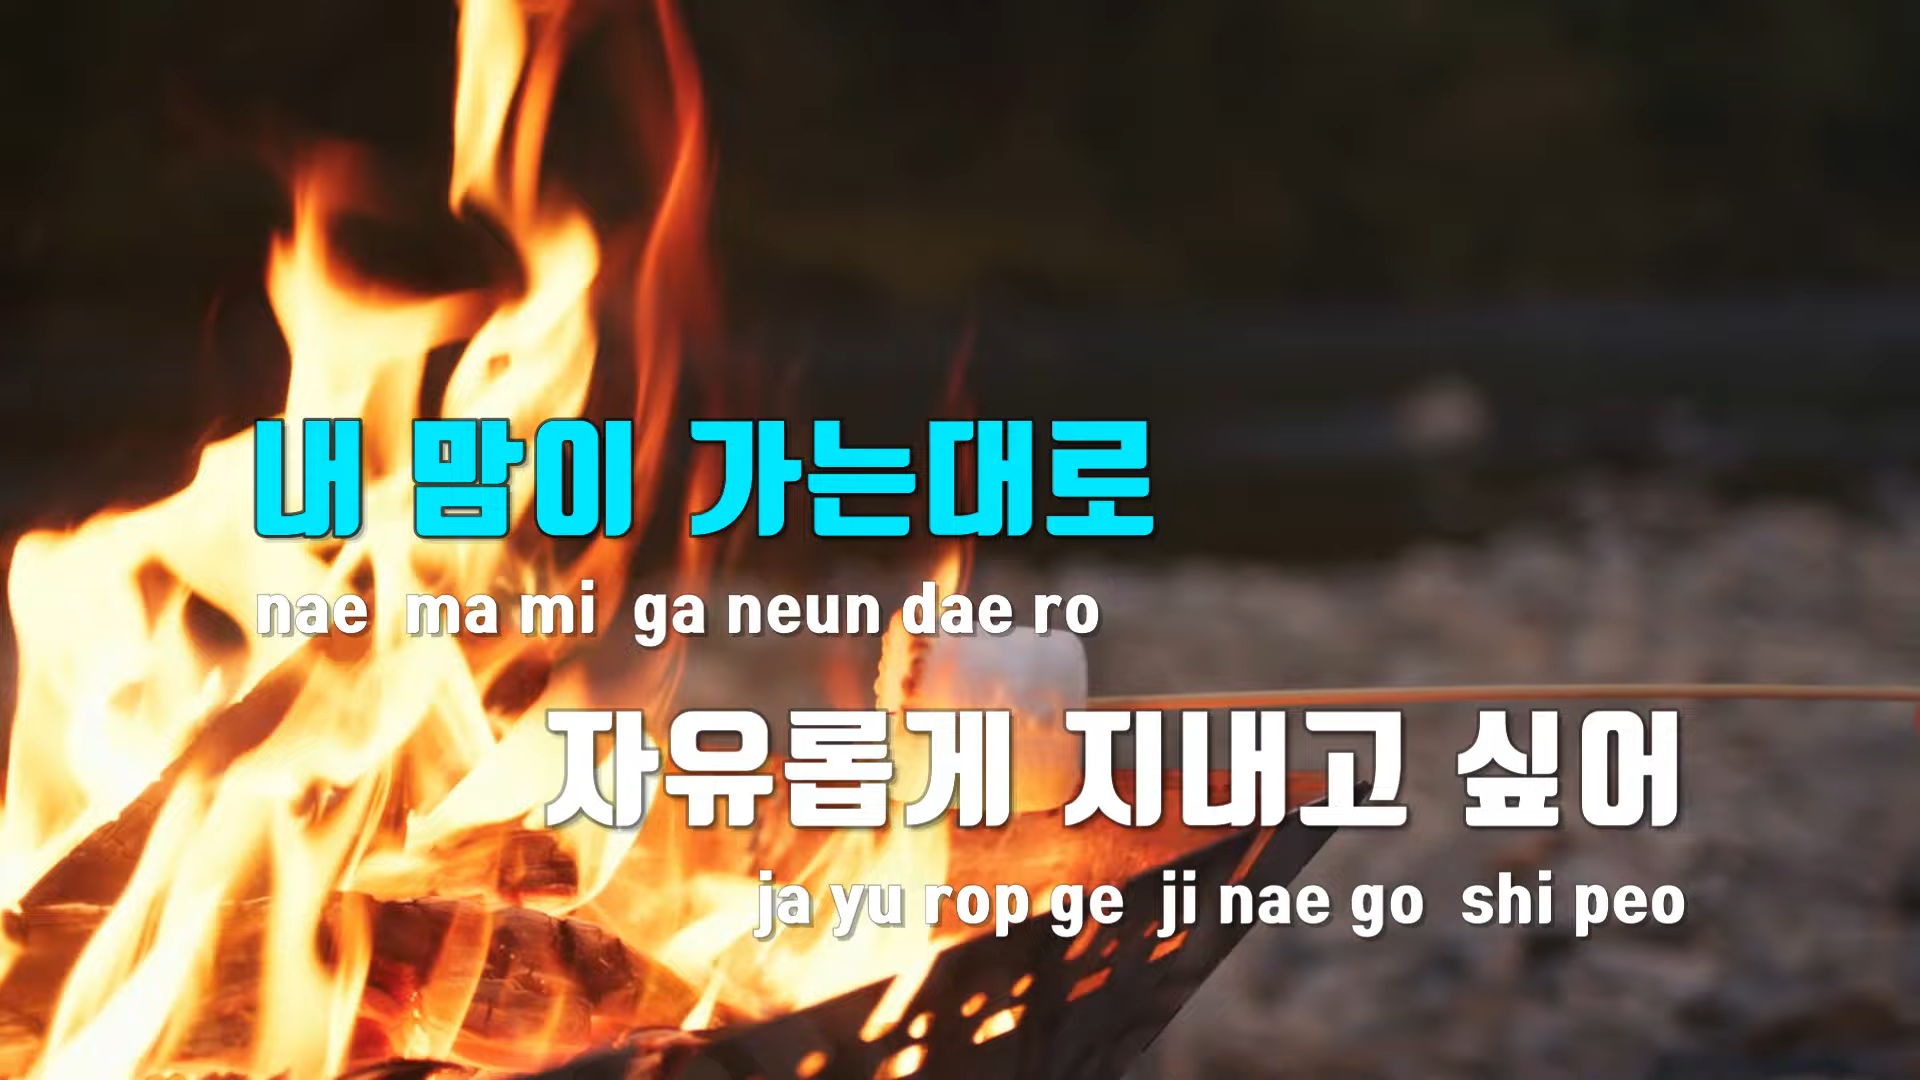 내 맘이 가는대로
nae ma mi ga neun dae ro
자유롭게 지내고 싶어
ja yu rop ge ji nae go shi peo